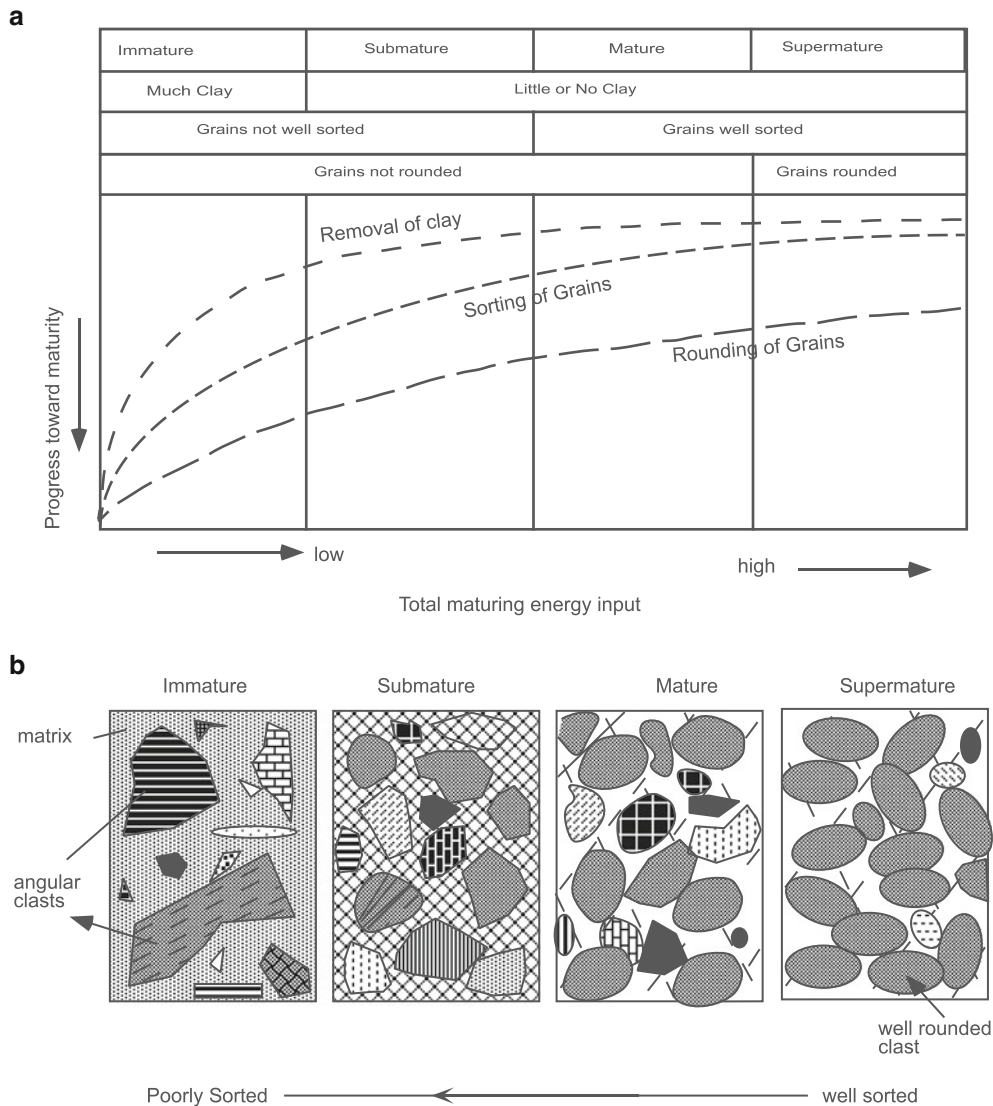 a
Immature Submature Mature Supermature
Much Clay Little or No Clay
Grains not well sorted Grains well sorted
Grains not rounded Grains rounded
Removal of clay
Sorting of Grains
Rounding of Grains
Progress toward maturity
low
high
Total maturing energy input
b
Immature Submature Mature Supermature
matrix
angular
clasts
well rounded
clast
Poorly Sorted well sorted